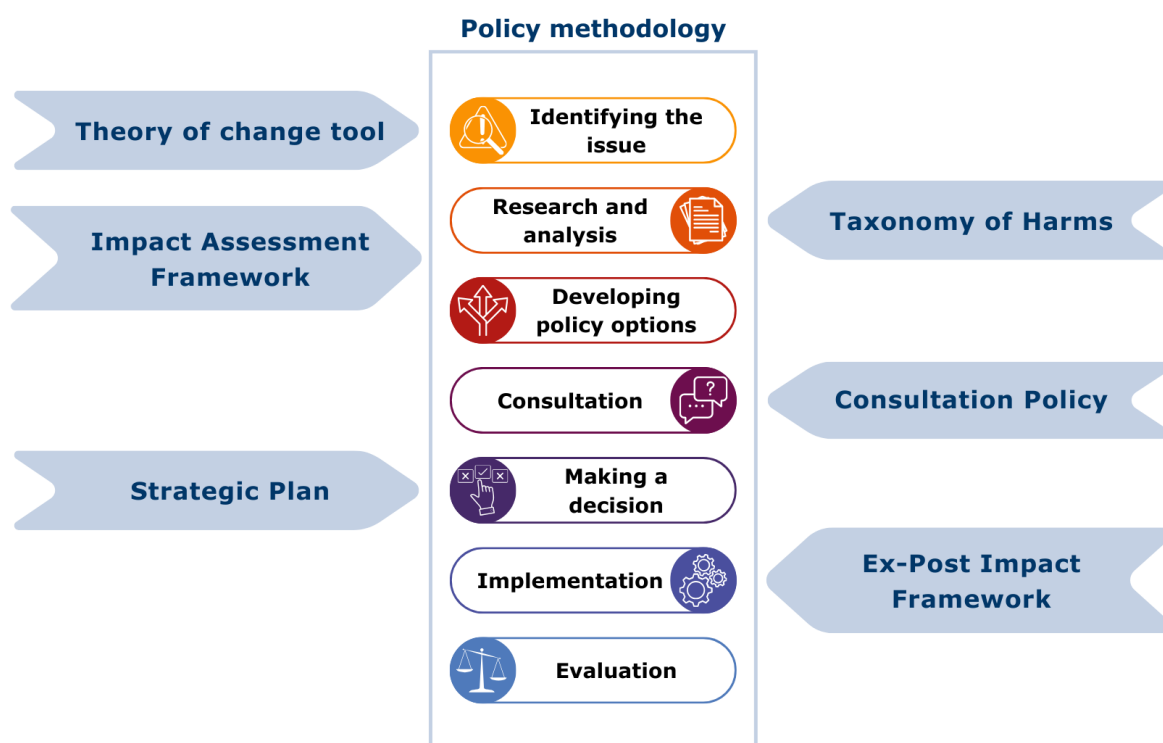 Policy methodology
Theory of change tool
Identifying the
issue
Research and
analysis
Taxonomy of Harms
Impact Assessment
Framework
Developing
policy options
Consultation
Consultation Policy
Strategic Plan
Making a
decision
Implementation
Ex-Post Impact
Framework
Evaluation